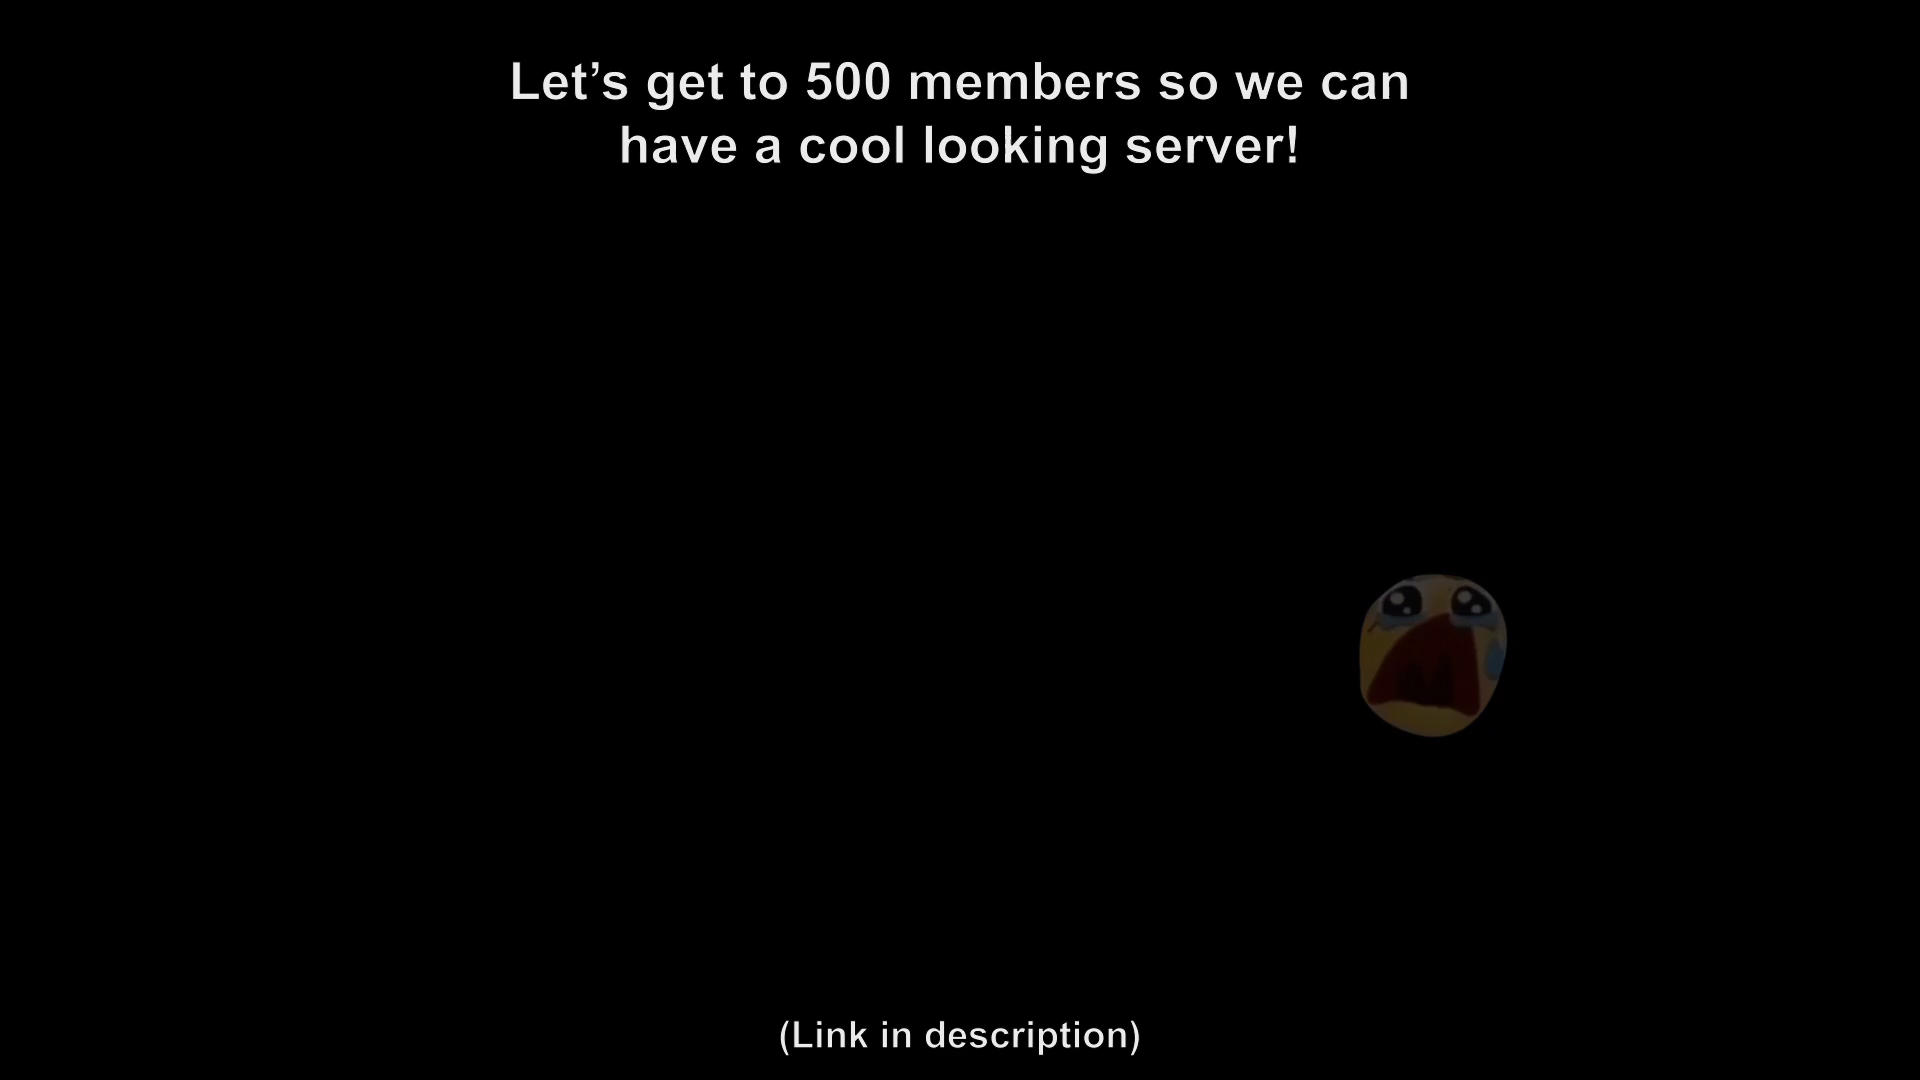 Let’s get to 500 members so we can
have a cool looking server!
(Link in description)